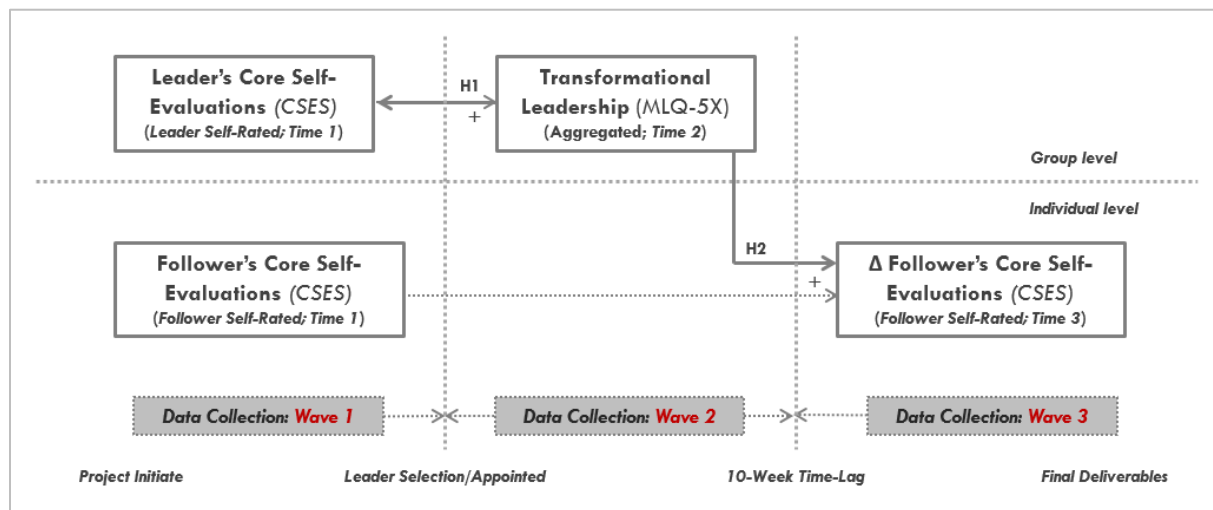 Leader's Core Self-
Evaluations (CSES)
(Leader Self-Rated; Time 1)
H1
+
Transformational
Leadership (MLQ-5X)
(Aggregated; Time 2)
Group level
Individual level
Follower's Core Self-
Evaluations (CSES)
(Follower Self-Rated; Time 1)
H2
+
Δ Follower's Core Self-
Evaluations (CSES)
(Follower Self-Rated; Time 3)
Data Collection: Wave 1
Data Collection: Wave 2
Data Collection: Wave 3
Project Initiate
Leader Selection/Appointed
10-Week Time-Lag
Final Deliverables